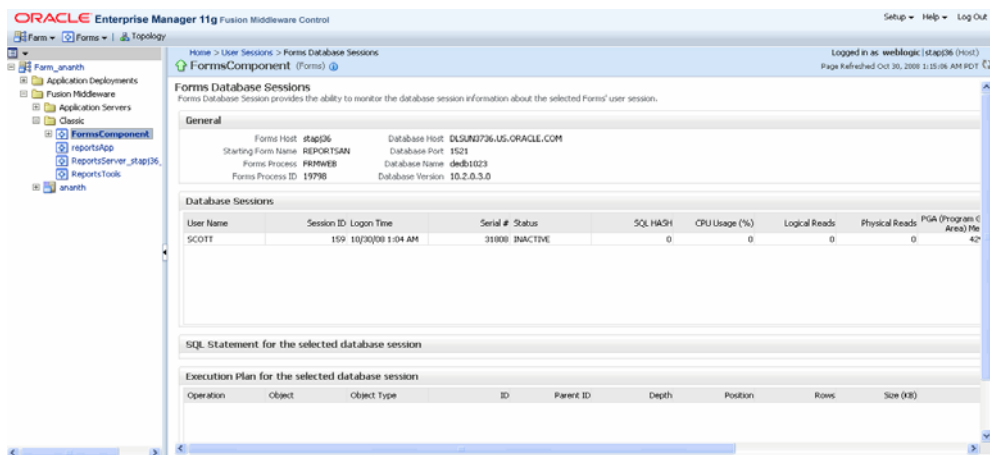 ORACLE Enterprise Manager 11g Fusion Middleware Control
Setup Help Log Out
Farm Forms Topology
Home > User Sessions > Forms Database Sessions
Logged in as weblogic|stapj36 (Host)
FormsComponent (Forms)
Page Refreshed Oct 30, 2008 1:15:06 AM PDT
Farm_ananth
Application Deployments
Fusion Middleware
Application Servers
Classic
FormsComponent
reportsApp
ReportsServer_stapj36_
ReportsTools
ananth
Forms Database Sessions
Forms Database Session provides the ability to monitor the database session information about the selected Forms' user session.
General
Forms Host stapj36 Database Host DLSUN3736.US.ORACLE.COM
Starting Form Name REPORTSAN Database Port 1521
Forms Process FRMWEB Database Name dedb1023
Forms Process ID 19798 Database Version 10.2.0.3.0
Database Sessions
User Name Session ID Logon Time Serial # Status SQL HASH CPU Usage (%) Logical Reads Physical Reads PGA (Program G
Area) Me
SCOTT 159 10/30/08 1:04 AM 31808 INACTIVE 0 0 0 0
SQL Statement for the selected database session
Execution Plan for the selected database session
Operation Object Object Type ID Parent ID Depth Position Rows Size (KB)